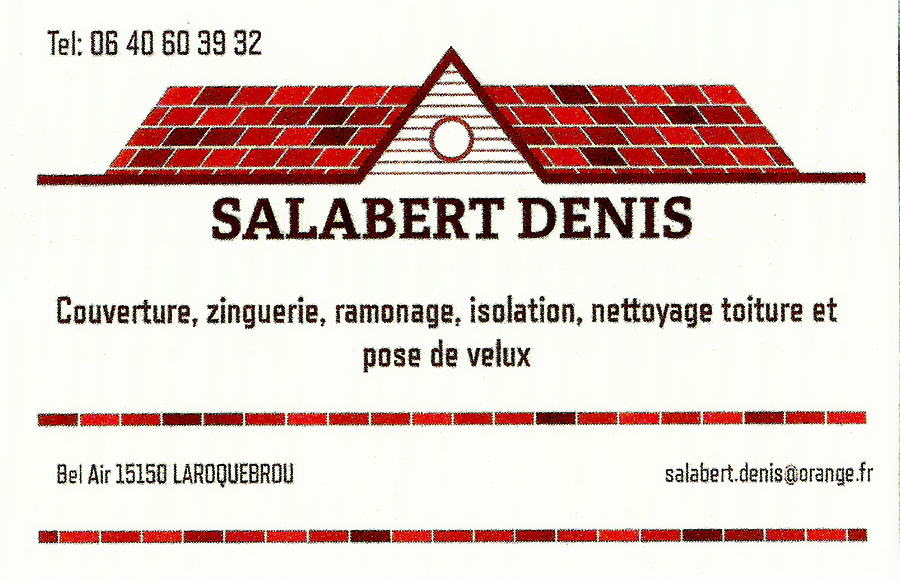 Tel: 06 40 60 39 32
SALABERT DENIS
Couverture, zinguerie, ramonage, isolation, nettoyage toiture et
pose de velux
Bel Air 15150 LAROQUEBROU
salabert.denis@orange.fr